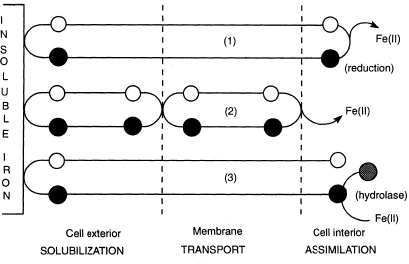 INSOLUBLE IRON
(1)
Fe(II)
(reduction)
(2)
Fe(II)
(3)
(hydrolase)
Fe(II)
Cell exterior
Membrane
Cell interior
SOLUBILIZATION
TRANSPORT
ASSIMILATION